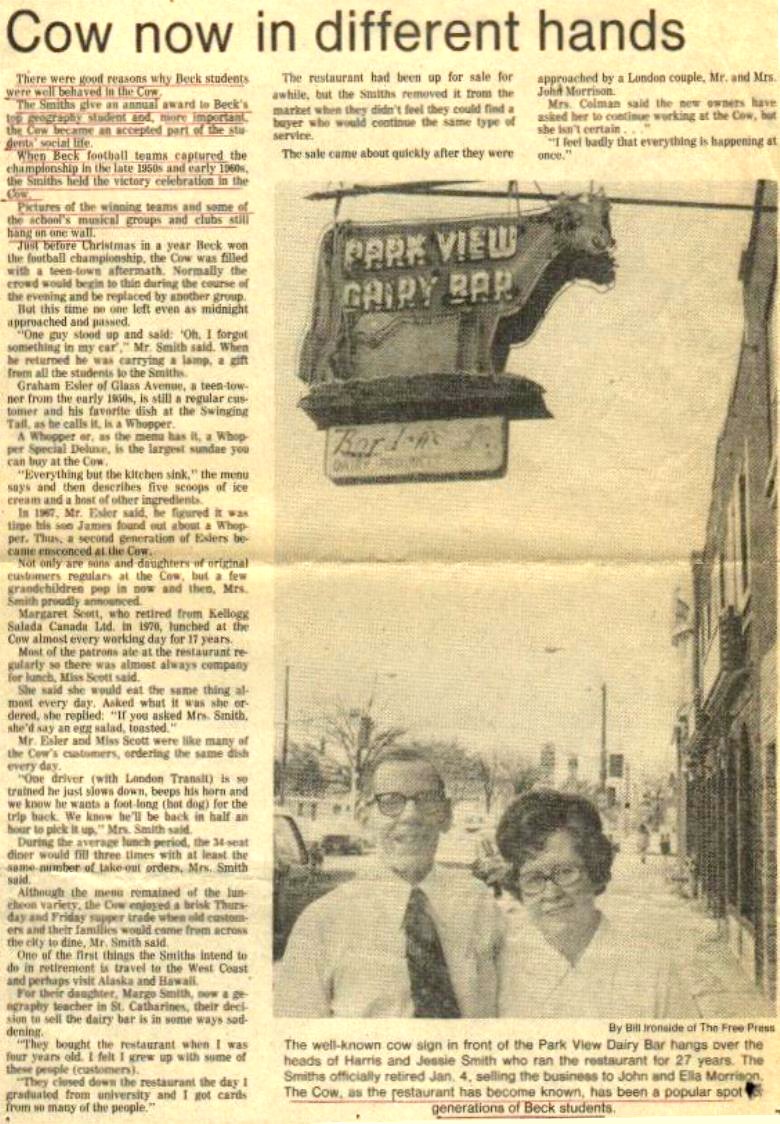 Cow now in different hands
There were good reasons why Beck students
were well behaved in the Cow.
The Smiths give an annual award to Beck's
top geography student and, more important,
the Cow became an accepted part of the stu-
dents' social life.
When Beck football teams captured the
championship in the late 1950s and early 1960s,
the Smiths held the victory celebration in the
Cow.
Pictures of the winning teams and some of
the school's musical groups and clubs still
hang on one wall.
Just before Christmas in a year Beck won
the football championship, the Cow was filled
with a teen-town aftermath. Normally the
crowd would begin to thin during the course of
the evening and be replaced by another group.
But this time no one left even as midnight
approached and passed.
"One guy stood up and said: 'Oh, I forgot
something in my car'," Mr. Smith said. When
he returned he was carrying a lamp, a gift
from all the students to the Smiths.
Graham Esler of Glass Avenue, a teen-tow-
ner from the early 1950s, is still a regular cus-
tomer and his favorite dish at the Swinging
Tail, as he calls it, is a Whopper.
A Whopper or, as the menu has it, a Whop-
per Special Deluxe, is the largest sundae you
can buy at the Cow.
"Everything but the kitchen sink," the menu
says and then describes five scoops of ice
cream and a host of other ingredients.
In 1967, Mr. Esler said, he figured it was
time his son James found out about a Whop-
per. Thus, a second generation of Eslers be-
came ensconced at the Cow.
Not only are sons and daughters of original
customers regulars at the Cow, but a few
grandchildren pop in now and then, Mrs.
Smith proudly announced.
Margaret Scott, who retired from Kellogg
Salada Canada Ltd. in 1970, lunched at the
Cow almost every working day for 17 years.
Most of the patrons ate at the restaurant re-
gularly so there was almost always company
for lunch, Miss Scott said.
She said she would eat the same thing al-
most every day. Asked what it was she or-
dered, she replied: "If you asked Mrs. Smith,
she'd say an egg salad, toasted."
Mr. Esler and Miss Scott were like many of
the Cow's customers, ordering the same dish
every day.
"One driver (with London Transit) is so
trained he just slows down, beeps his horn and
we know he wants a foot-long (hot dog) for the
trip back. We know he'll be back in half an
hour to pick it up," Mrs. Smith said.
During the average lunch period, the 34-seat
diner would fill three times with at least the
same number of take-out orders, Mrs. Smith
said.
Although the menu remained of the lun-
cheon variety, the Cow enjoyed a brisk Thurs-
day and Friday supper trade when old custom-
ers and their families would come from across
the city to dine, Mr. Smith said.
One of the first things the Smiths intend to
do in retirement is travel to the West Coast
and perhaps visit Alaska and Hawaii.
For their daughter, Margo Smith, now a ge-
ography teacher in St. Catharines, their deci-
sion to sell the dairy bar is in some ways sad-
dening.
"They bought the restaurant when I was
four years old. I felt I grew up with some of
these people (customers).
"They closed down the restaurant the day I
graduated from university and I got cards
from so many of the people."
The restaurant had been up for sale for
awhile, but the Smiths removed it from the
market when they didn't feel they could find a
buyer who would continue the same type of
service.
The sale came about quickly after they were
approached by a London couple, Mr. and Mrs.
John Morrison.
Mrs. Colman said the new owners have
asked her to continue working at the Cow, but
she isn't certain . . ."
"I feel badly that everything is happening at
once."
PARK VIEW
DAIRY BAR
By Bill Ironside of The Free Press
The well-known cow sign in front of the Park View Dairy Bar hangs over the
heads of Harris and Jessie Smith who ran the restaurant for 27 years. The
Smiths officially retired Jan. 4, selling the business to John and Ella Morrison.
The Cow, as the restaurant has become known, has been a popular spot
generations of Beck students.